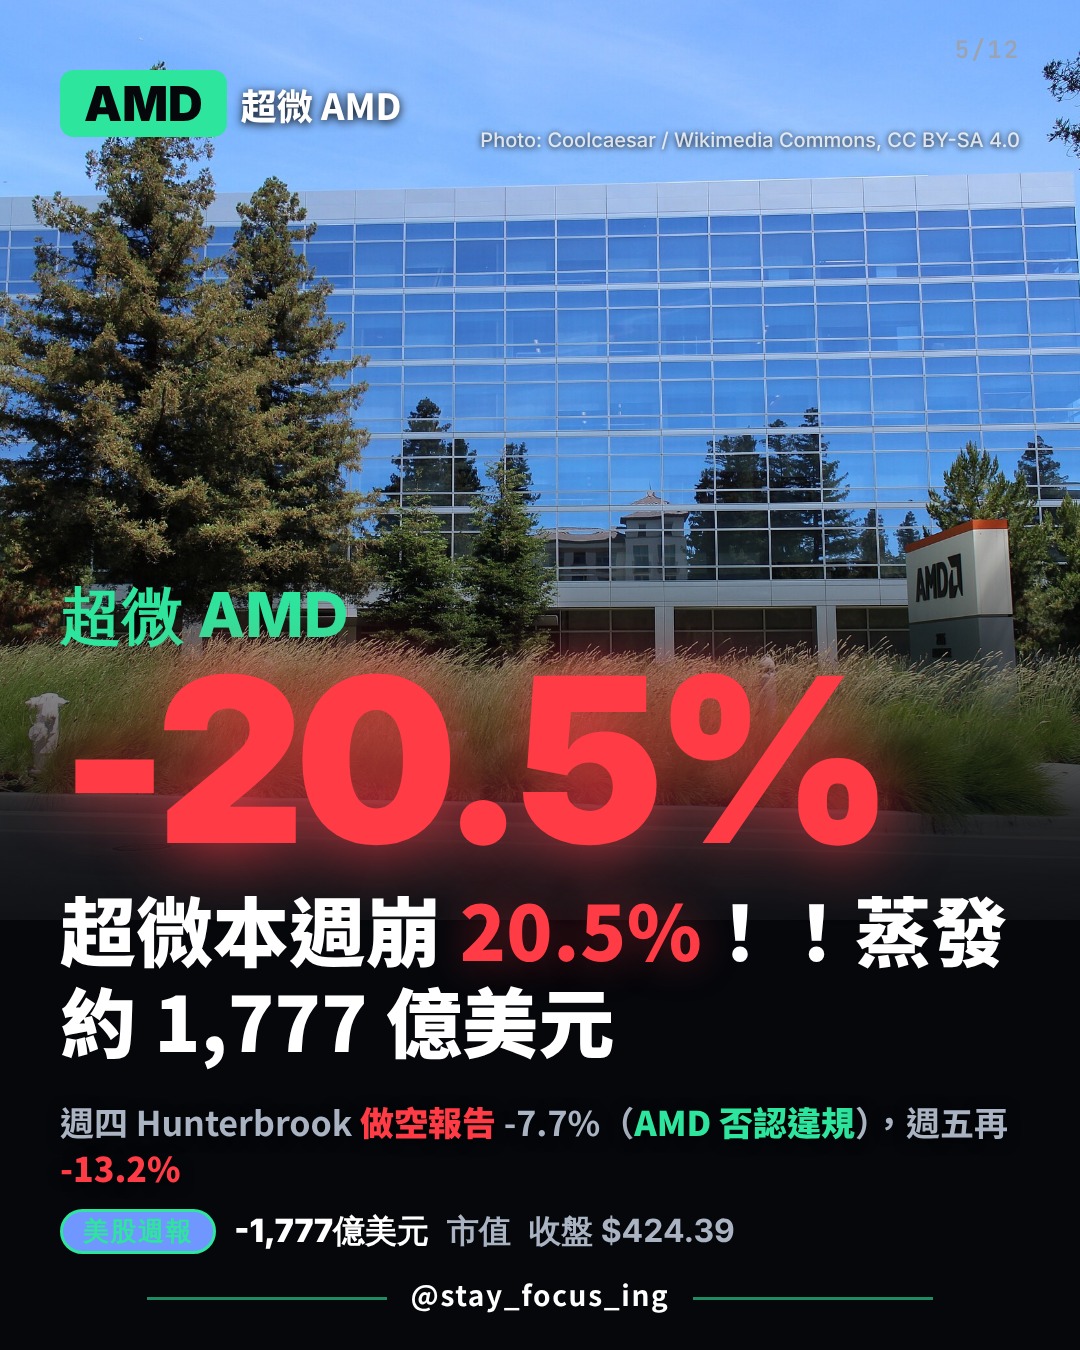 5/12
AMD 超微 AMD
Photo: Coolcaesar / Wikimedia Commons, CC BY-SA 4.0
AMD
超微 AMD
-20.5%
超微本週崩 20.5%！！蒸發
約 1,777 億美元
週四 Hunterbrook 做空報告 -7.7%（AMD 否認違規），週五再
-13.2%
美股週報 -1,777億美元 市值 收盤 $424.39
@stay_focus_ing